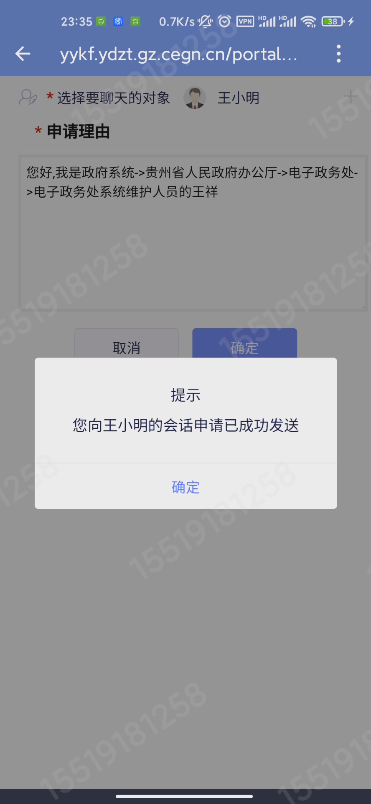 23:35
0.7K/s
HD
HD
VPN
38
yykf.ydzt.gz.cegn.cn/portal...
* 选择要聊天的对象
王小明
* 申请理由
您好,我是政府系统->贵州省人民政府办公厅->电子政务处-
>电子政务处系统维护人员的王祥
取消
确定
提示
您向王小明的会话申请已成功发送
确定
15519181258
15519181258
15519181258
15519181258